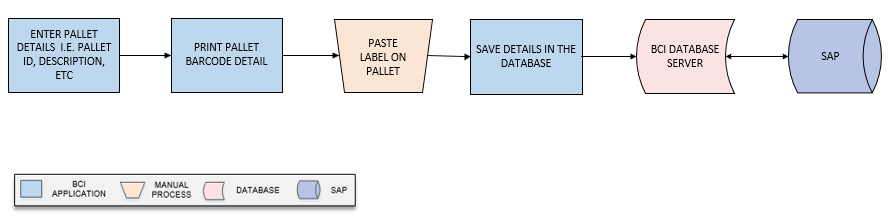 ENTER PALLET
DETAILS I.E. PALLET
ID, DESCRIPTION,
ETC
PRINT PALLET
BARCODE DETAIL
PASTE
LABEL ON
PALLET
SAVE DETAILS IN THE
DATABASE
BCI DATABASE
SERVER
SAP
BCI
APPLICATION
MANUAL
PROCESS
DATABASE
SAP